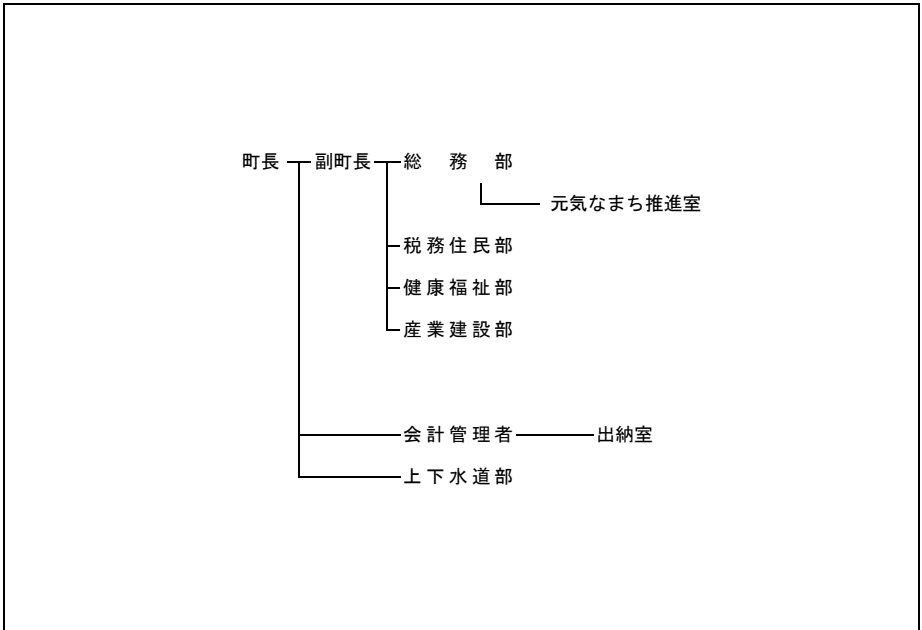 町長 副町長 総務部
元気なまち推進室
税務住民部
健康福祉部
産業建設部
会計管理者 出納室
上下水道部